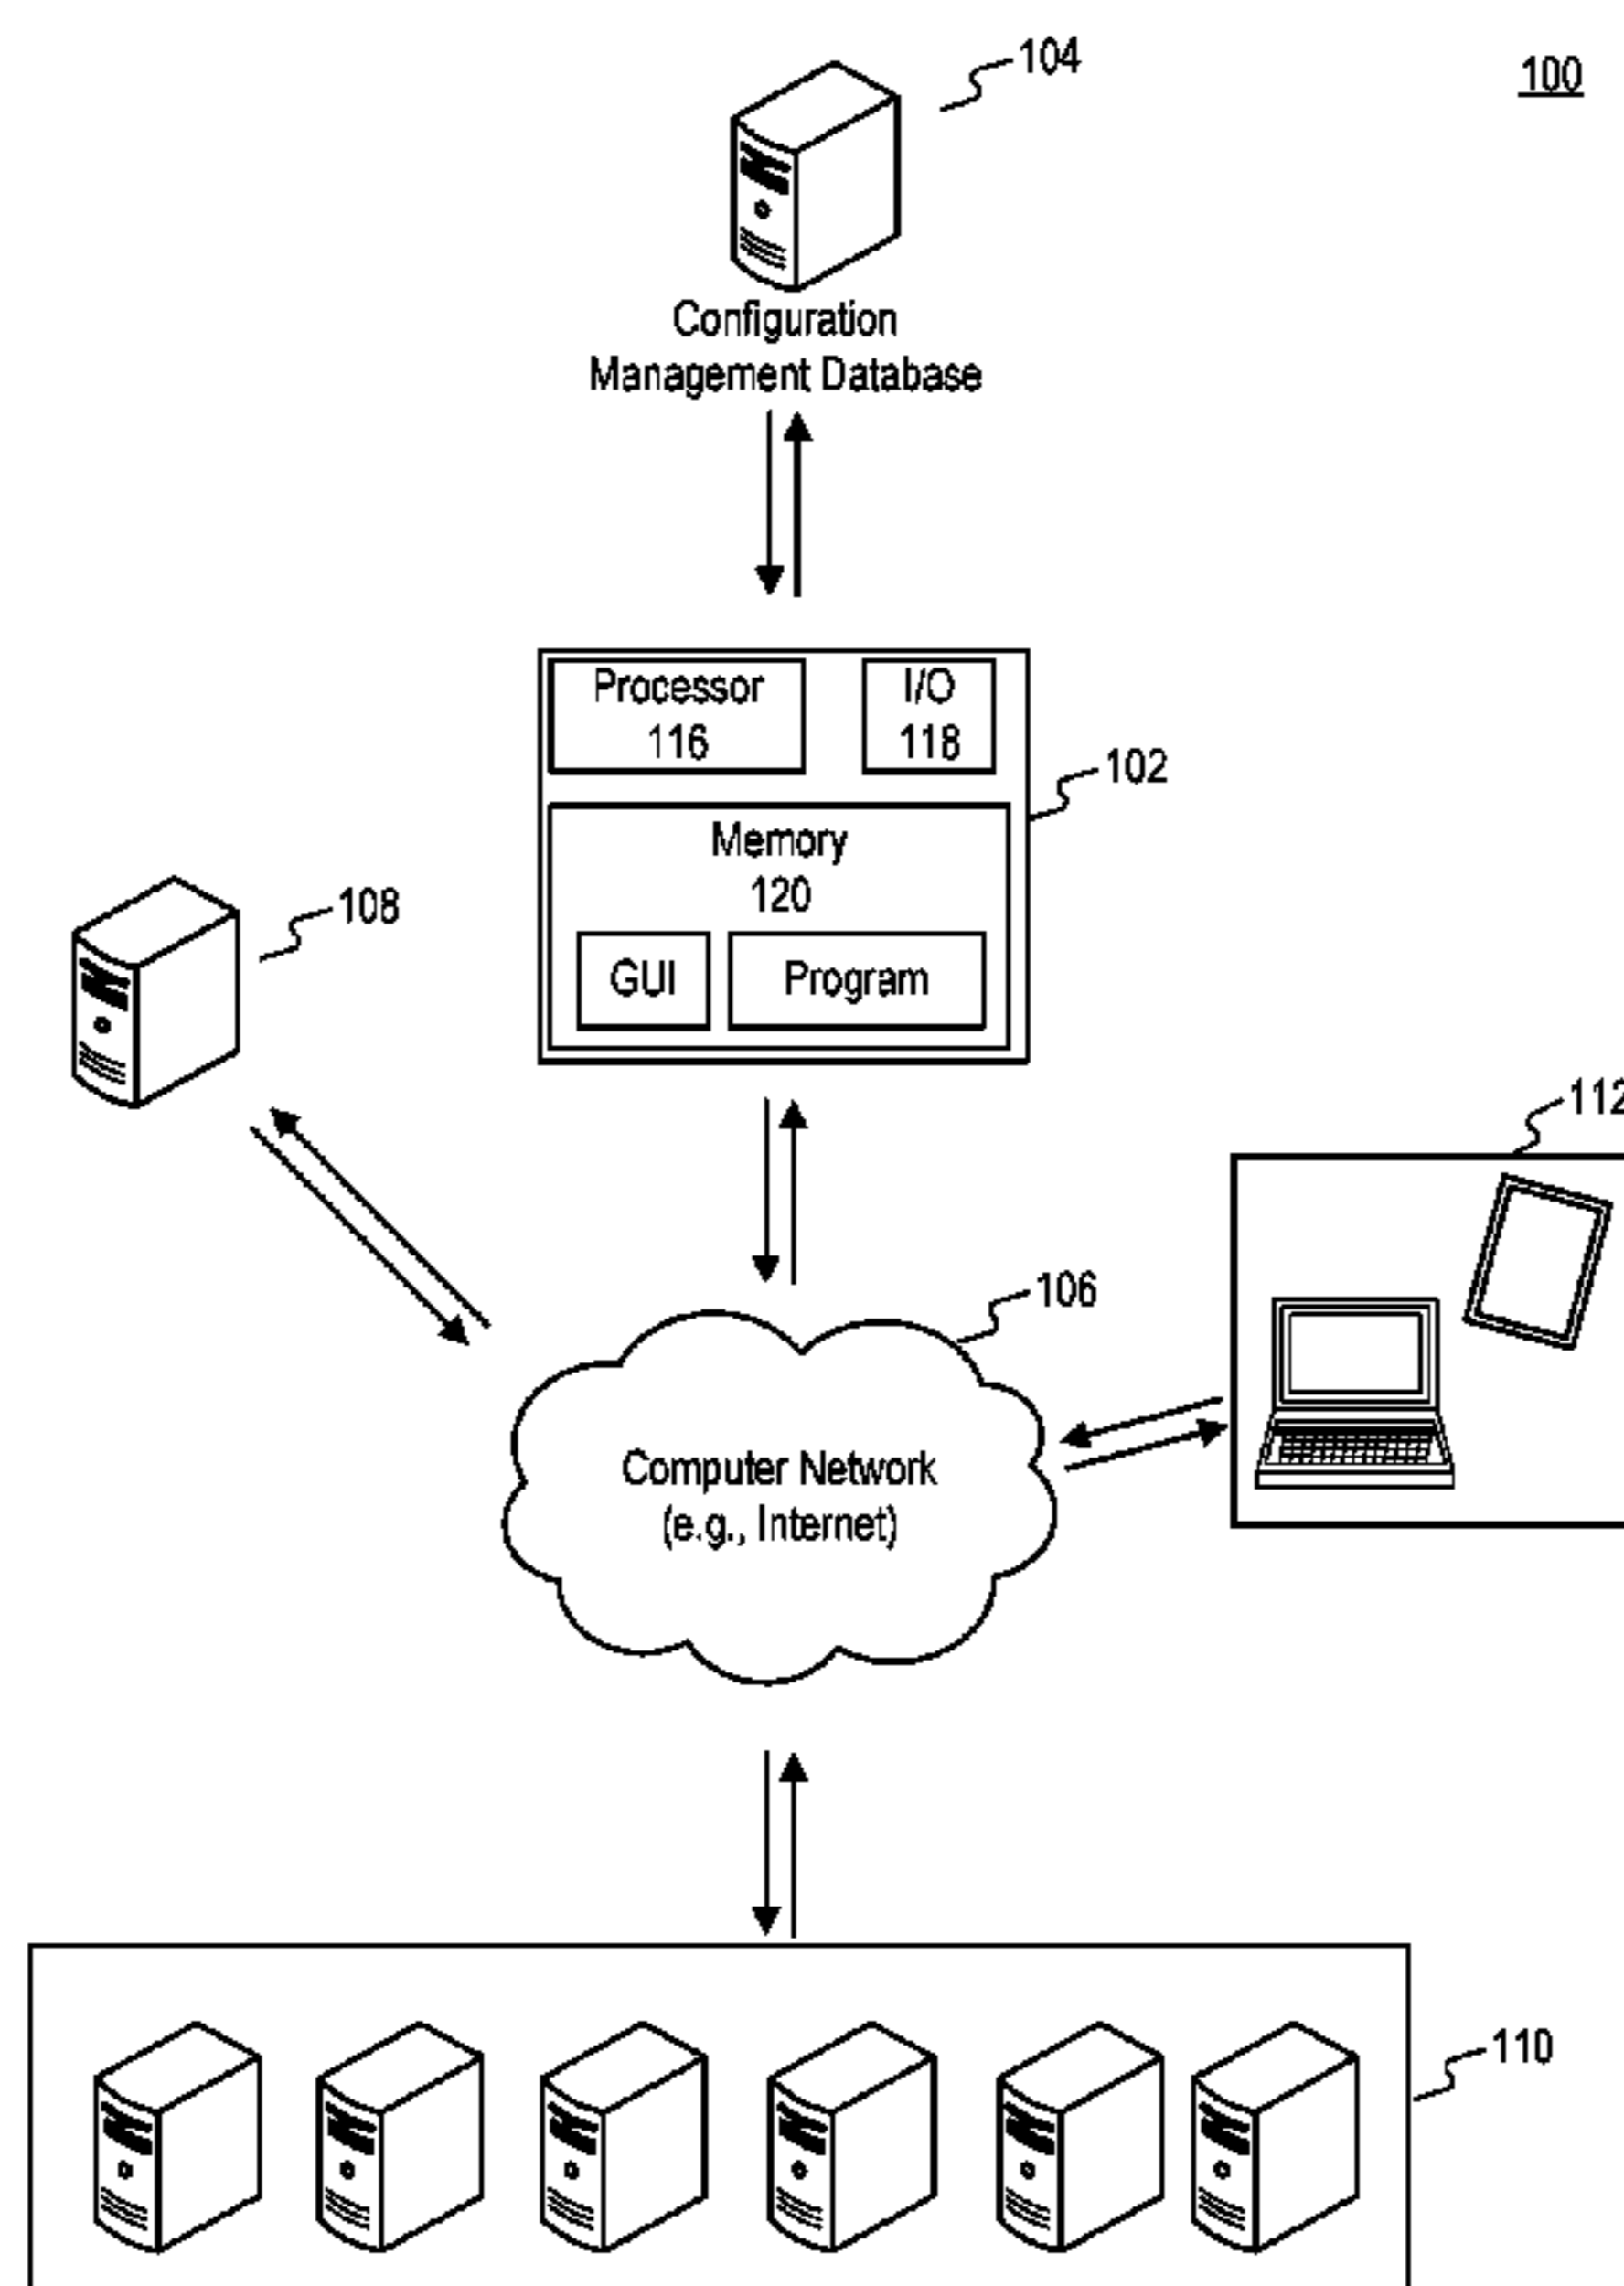 104
100
Configuration
Management Database
Processor
116
I/O
118
102
Memory
120
108
GUI
Program
112
106
Computer Network
(e.g., Internet)
110